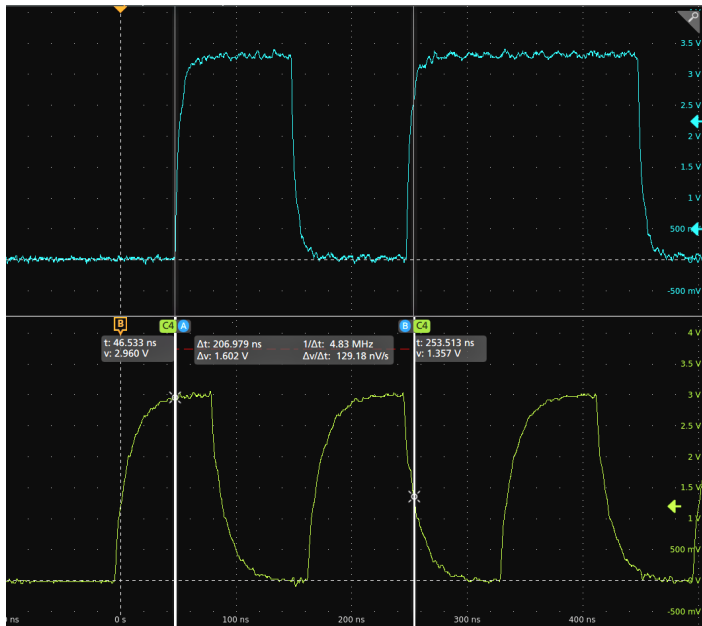 3.5 V
3 V
2.5 V
2 V
1.5 V
1 V
500 m
-500 mV
B
C4
A
B
C4
4 V
t: 46.533 ns
v: 2.960 V
Δt: 206.979 ns
1/Δt: 4.83 MHz
Δv: 1.602 V
Δv/Δt: 129.18 nV/s
t: 253.513 ns
v: 1.357 V
3 V
2.5 V
2 V
1.5 V
1 V
500 mV
0 V
-500 mV
0 ns
0 s
100 ns
200 ns
300 ns
400 ns